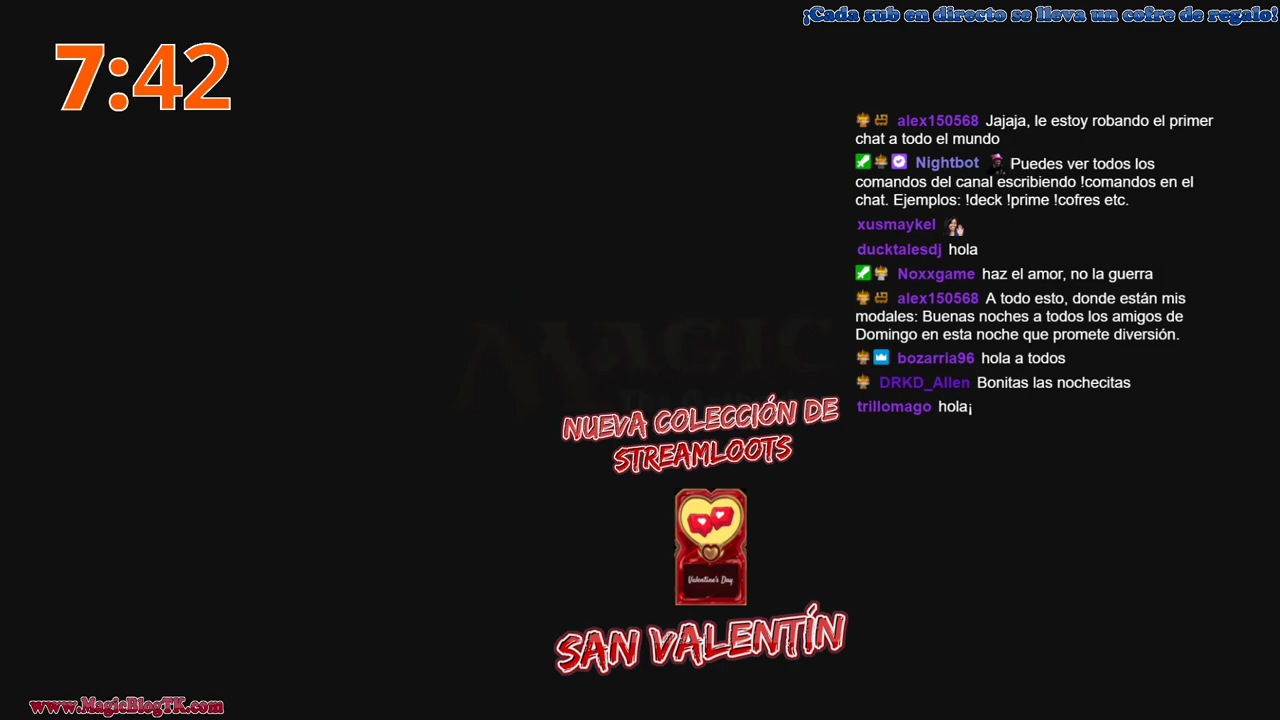 ¡Cada sub en directo se lleva un cofre de regalo!
7:42
alex150568 Jajaja, le estoy robando el primer
chat a todo el mundo
Nightbot Puedes ver todos los
comandos del canal escribiendo !comandos en el
chat. Ejemplos: !deck !prime !cofres etc.
xusmaykel
ducktalesdj hola
Noxxgame haz el amor, no la guerra
alex150568 A todo esto, donde están mis
modales: Buenas noches a todos los amigos de
Domingo en esta noche que promete diversión.
bozarria96 hola a todos
DRKD_Allen Bonitas las nochecitas
trillomago hola¡
MAGIC
NUEVA COLECCIÓN DE
STREAMLOOTS
Valentine's Day
SAN VALENTÍN
www.MagicBlogTK.com